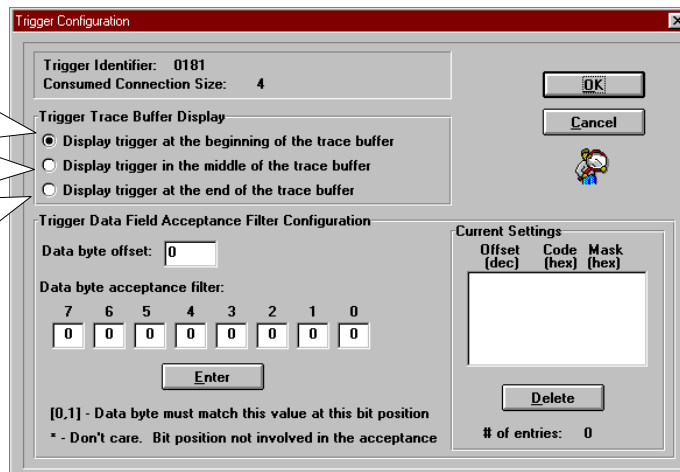 Trigger Configuration
Trigger Identifier: 0181
Consumed Connection Size: 4
OK
Cancel
Trigger Trace Buffer Display
Display trigger at the beginning of the trace buffer
Display trigger in the middle of the trace buffer
Display trigger at the end of the trace buffer
Trigger Data Field Acceptance Filter Configuration
Data byte offset: 0
Data byte acceptance filter:
7 6 5 4 3 2 1 0
0 0 0 0 0 0 0 0
Enter
[0,1] - Data byte must match this value at this bit position
* - Don't care. Bit position not involved in the acceptance
Current Settings
Offset Code Mask
(dec) (hex) (hex)
Delete
# of entries: 0